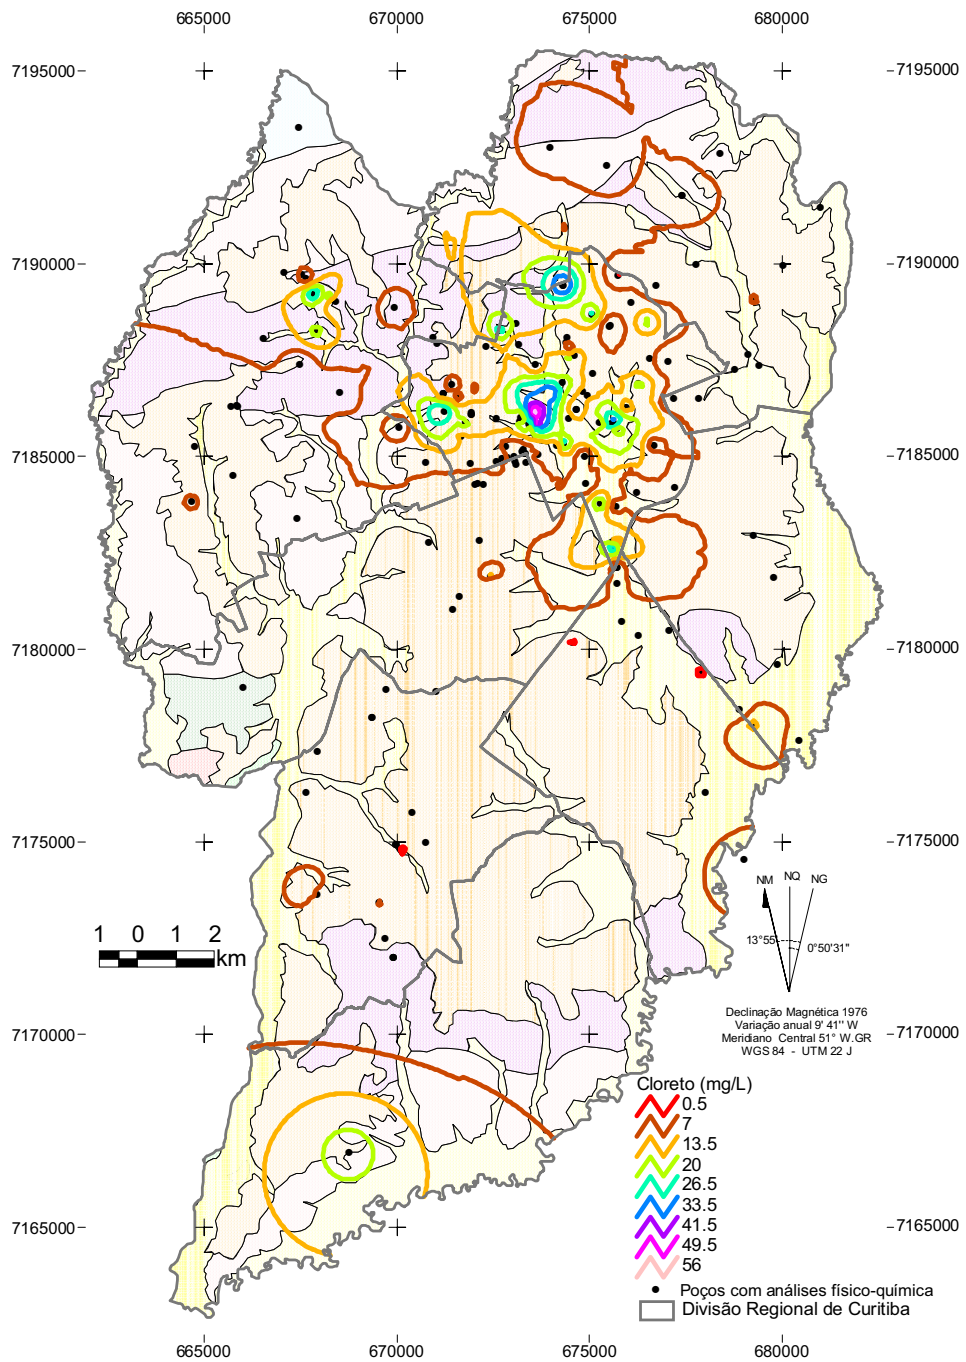 665000 670000 675000 680000
7195000 7195000
7190000 7190000
7185000 7185000
7180000 7180000
7175000 7175000
NM NQ NG
13°55' 0°50'31"
1 0 1 2
km
Declinação Magnética 1976
Variação anual 9' 41" W
Meridiano Central 51° W.GR
WGS 84 - UTM 22 J
7170000 7170000
Cloreto (mg/L)
0.5
7
13.5
20
26.5
33.5
41.5
49.5
56
7165000 7165000
Poços com análises físico-química
Divisão Regional de Curitiba
665000 670000 675000 680000